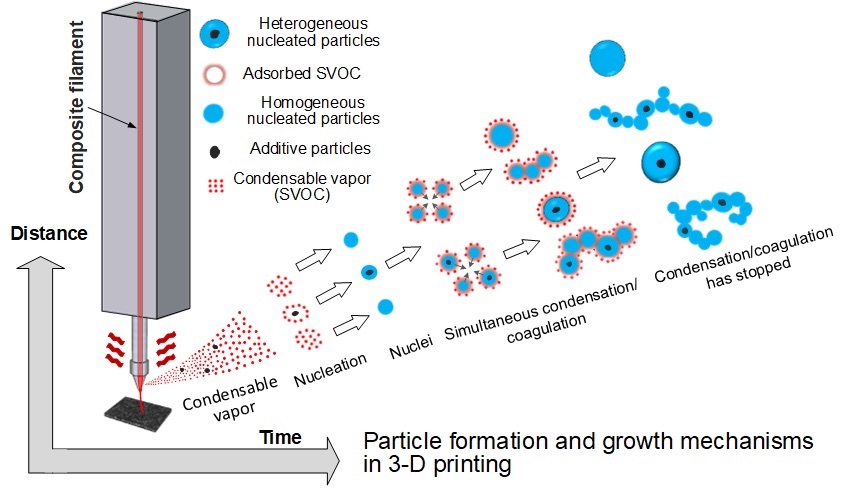 Composite filament
Heterogeneous
nucleated particles
Adsorbed SVOC
Homogeneous
nucleated particles
Additive particles
Condensable vapor
(SVOC)
Distance
Condensable
vapor
Nucleation
Nuclei
Simultaneous condensation/
coagulation
Condensation/coagulation
has stopped
Time
Particle formation and growth mechanisms
in 3-D printing